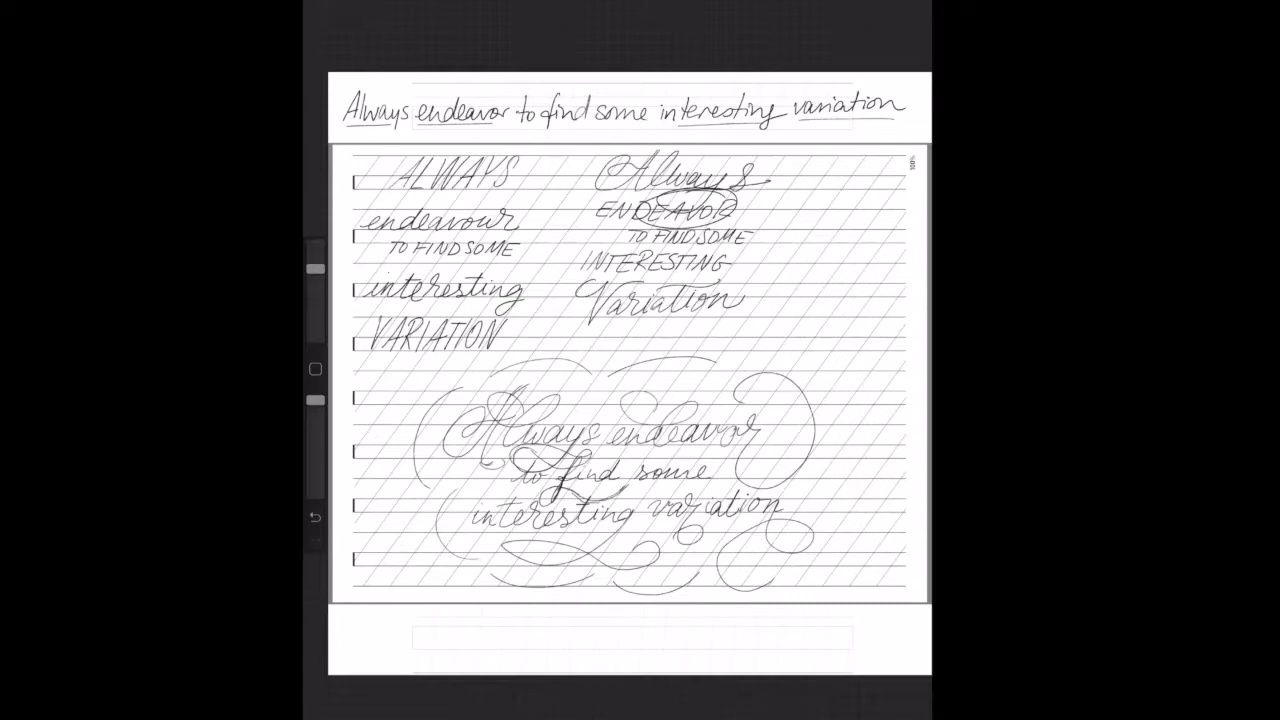 Always endeavor to find some interesting variation
100%
ALWAYS
endeavour
TO FIND SOME
interesting
VARIATION
Always
ENDEAVOR
TO FIND SOME
INTERESTING
Variation
Always endeavor
to find some
interesting variation